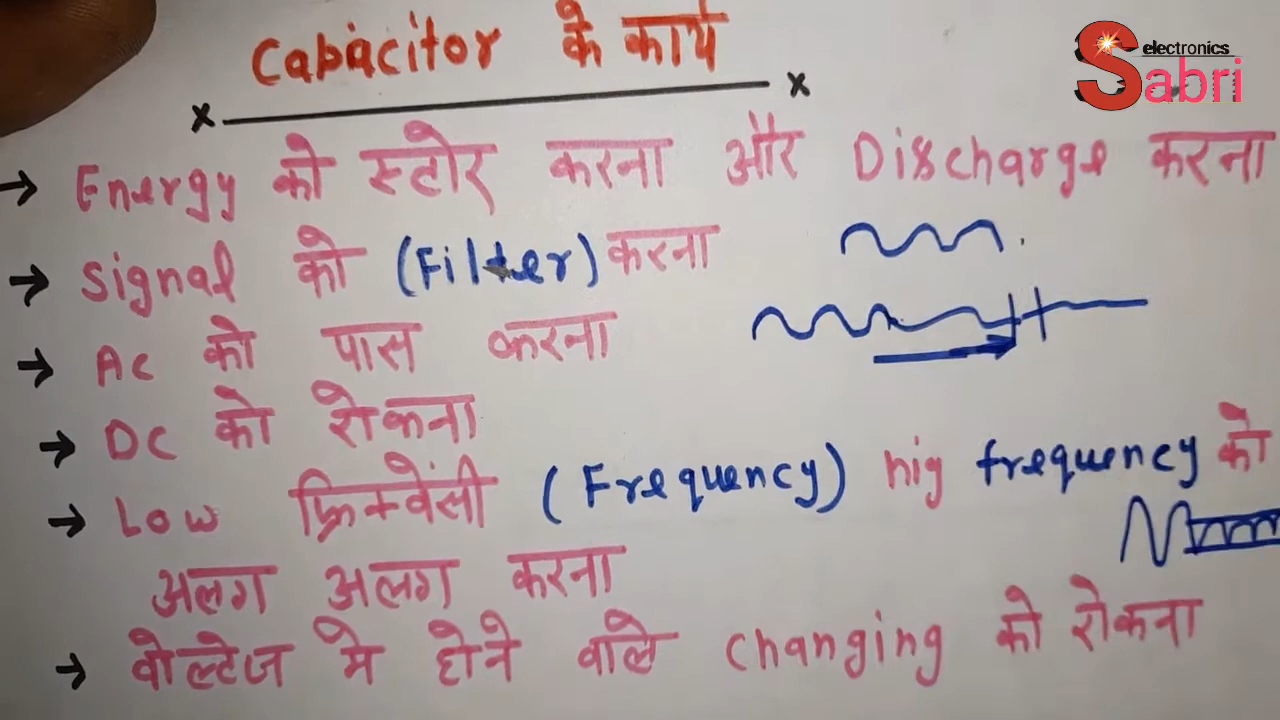 Capacitor के कार्य
electronics
Sabri
→ Energy को स्टोर करना और Discharge करना
→ Signal को (Filter) करना
→ AC को पास करना
→ DC को रोकना
→ Low फ्रिक्वेंसी (Frequency) hig frequency को
अलग अलग करना
→ वोल्टेज मे होने वाले changing को रोकना